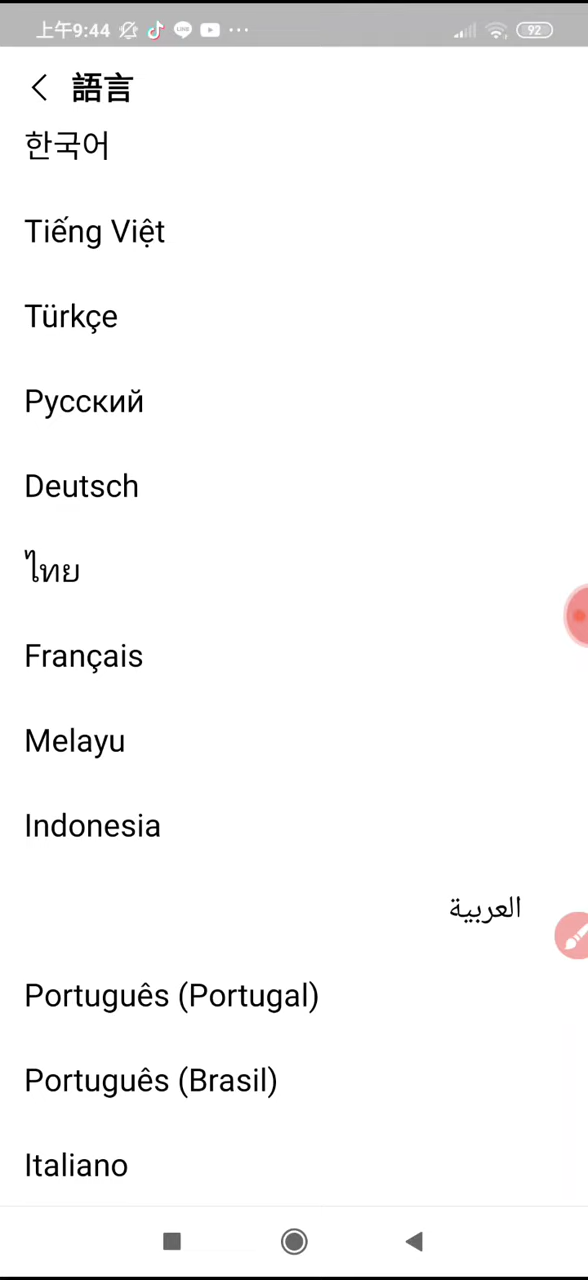 上午9:44
92
語言
한국어
Tiếng Việt
Türkçe
Русский
Deutsch
ไทย
Français
Melayu
Indonesia
العربية
Português (Portugal)
Português (Brasil)
Italiano